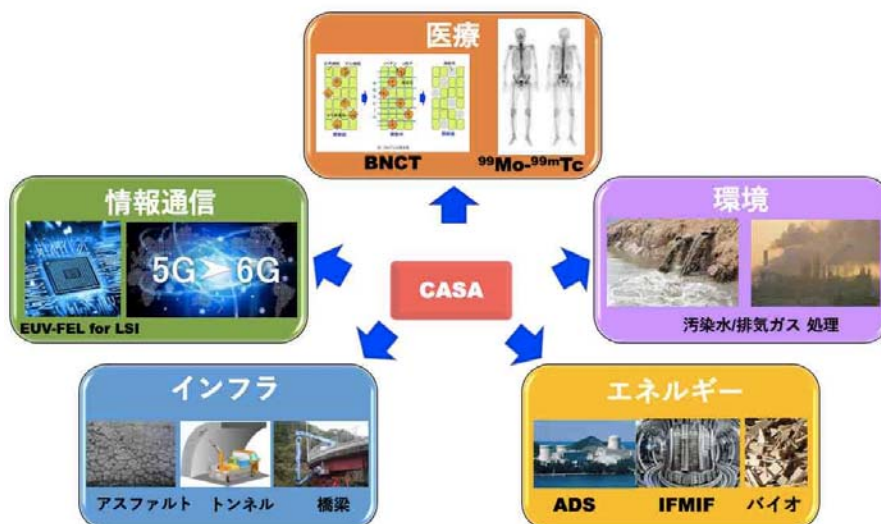 医療
BNCT
99Mo-99mTc
情報通信
5G
6G
EUV-FEL for LSI
環境
汚染水/排気ガス 処理
CASA
インフラ
アスファルト トンネル 橋梁
エネルギー
ADS IFMIF バイオ